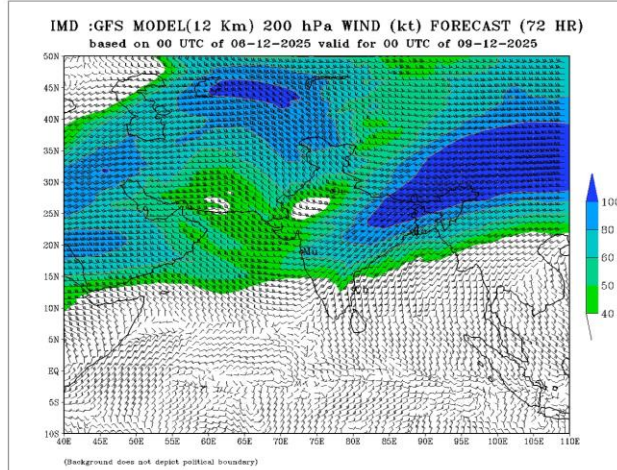 IMD :GFS MODEL(12 Km) 200 hPa WIND (kt) FORECAST (72 HR)
based on 00 UTC of 06-12-2025 valid for 00 UTC of 09-12-2025
50N
45N
40N
35N
30N
25N
20N
15N
10N
5N
EQ
5S
10S
40E 45E 50E 55E 60E 65E 70E 75E 80E 85E 90E 95E 100E 105E 110E
100
80
60
50
40
(Background does not depict political boundary)